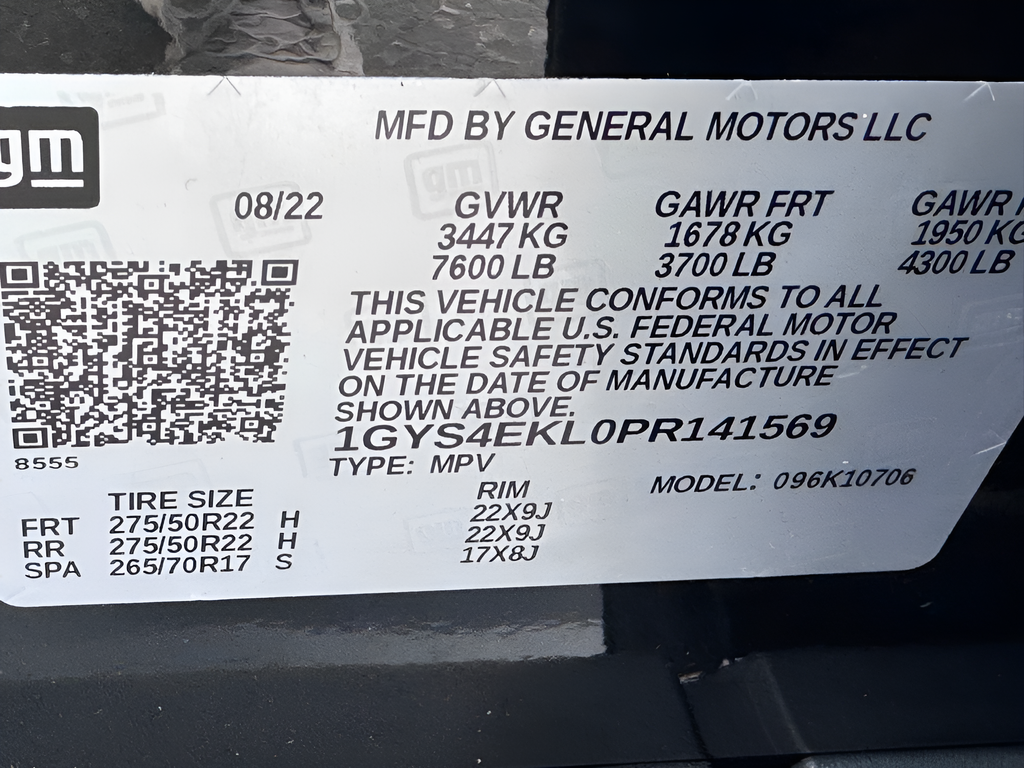 gm
MFD BY GENERAL MOTORS LLC
08/22 GVWR GAWR FRT GAWR
3447 KG 1678 KG 1950 KG
7600 LB 3700 LB 4300 LB
THIS VEHICLE CONFORMS TO ALL
APPLICABLE U.S. FEDERAL MOTOR
VEHICLE SAFETY STANDARDS IN EFFECT
ON THE DATE OF MANUFACTURE
SHOWN ABOVE.
1GYS4EKL0PR141569
8555
TYPE: MPV MODEL: 096K10706
TIRE SIZE RIM
FRT 275/50R22 H 22X9J
RR 275/50R22 H 22X9J
SPA 265/70R17 S 17X8J